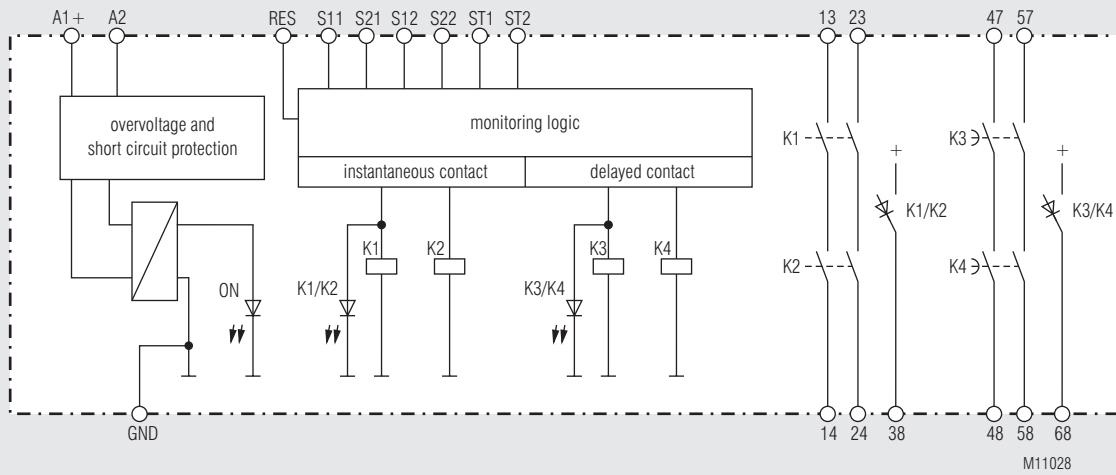 A1+ A2 RES S11 S21 S12 S22 ST1 ST2 13 23 47 57
overvoltage and
short circuit protection
monitoring logic
instantaneous contact delayed contact
K1 K3
+ +
K1/K2 K3/K4
K1 K2 K3 K4
K2 K4
ON K1/K2 K3/K4
GND 14 24 38 48 58 68
M11028